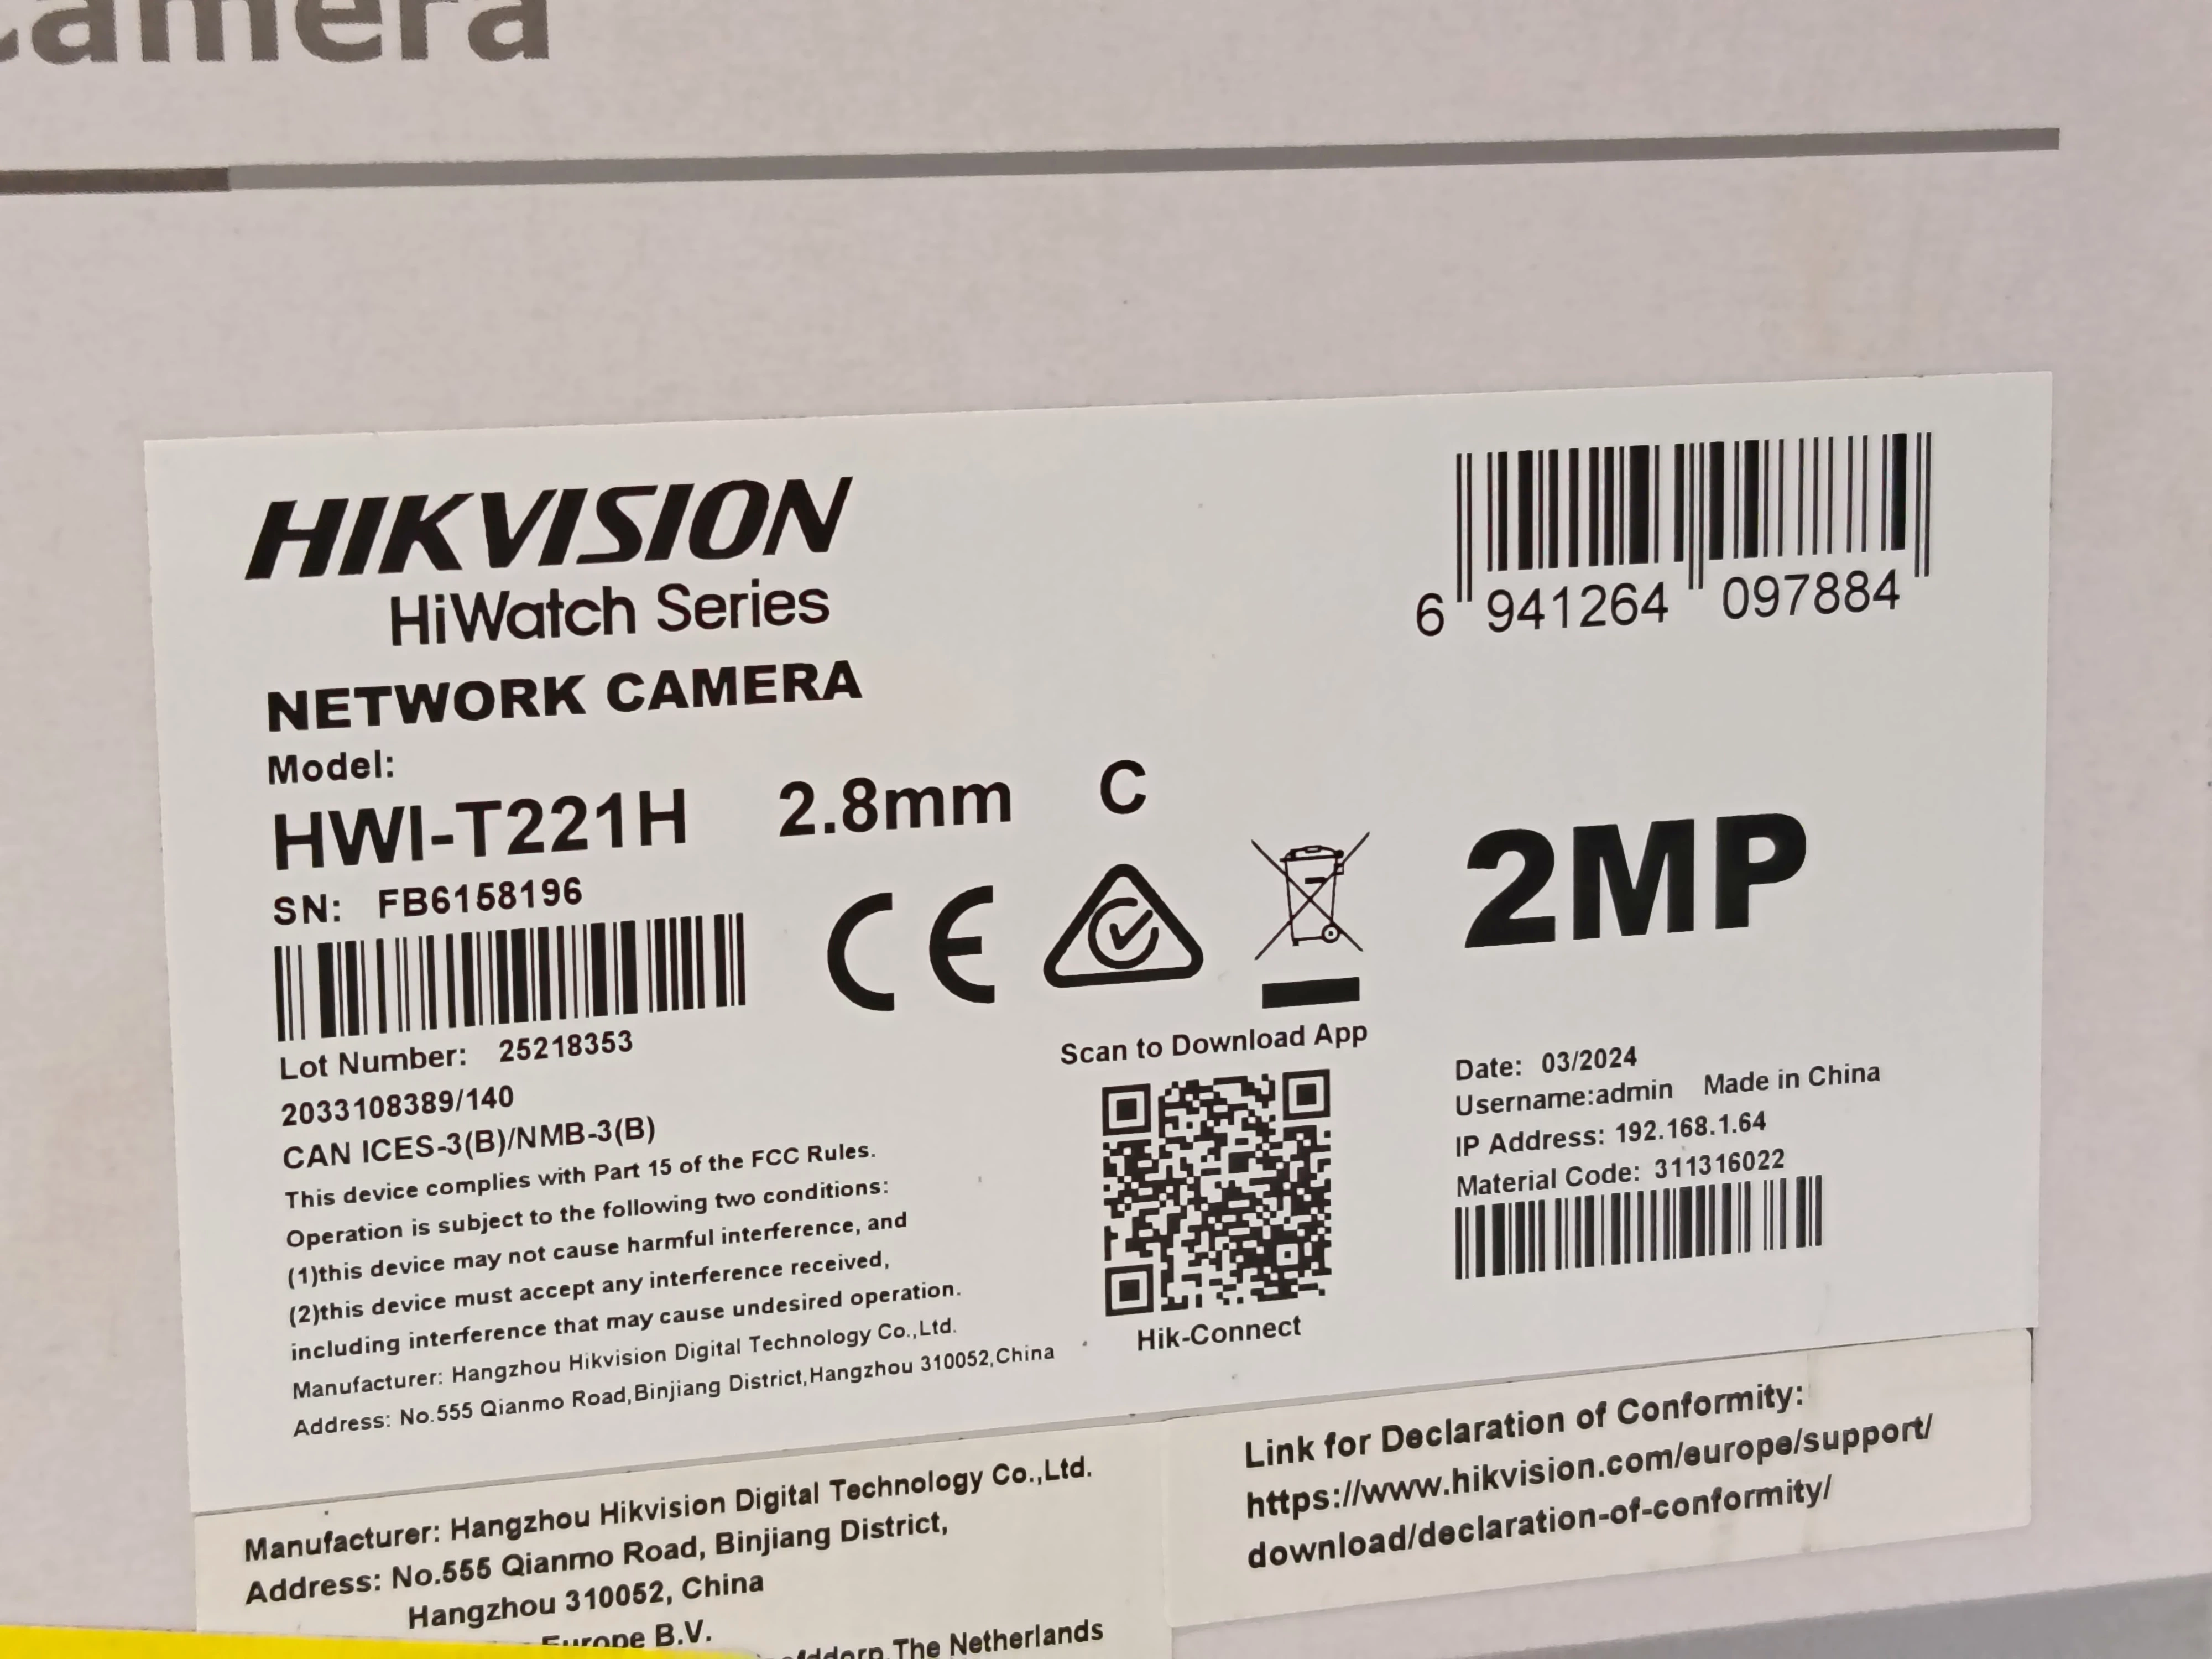 camera
HIKVISION
HiWatch Series
6 941264 097884
NETWORK CAMERA
Model:
HWI-T221H 2.8mm C
2MP
SN: FB6158196
CE
Lot Number: 25218353
2033108389/140
CAN ICES-3(B)/NMB-3(B)
This device complies with Part 15 of the FCC Rules.
Operation is subject to the following two conditions:
(1)this device may not cause harmful interference, and
(2)this device must accept any interference received,
including interference that may cause undesired operation.
Manufacturer: Hangzhou Hikvision Digital Technology Co.,Ltd.
Address: No.555 Qianmo Road,Binjiang District,Hangzhou 310052,China
Scan to Download App
Hik-Connect
Date: 03/2024
Username:admin Made in China
IP Address: 192.168.1.64
Material Code: 311316022
Manufacturer: Hangzhou Hikvision Digital Technology Co.,Ltd.
Address: No.555 Qianmo Road, Binjiang District,
Hangzhou 310052, China
Europe B.V.
The Netherlands
Link for Declaration of Conformity:
https://www.hikvision.com/europe/support/
download/declaration-of-conformity/